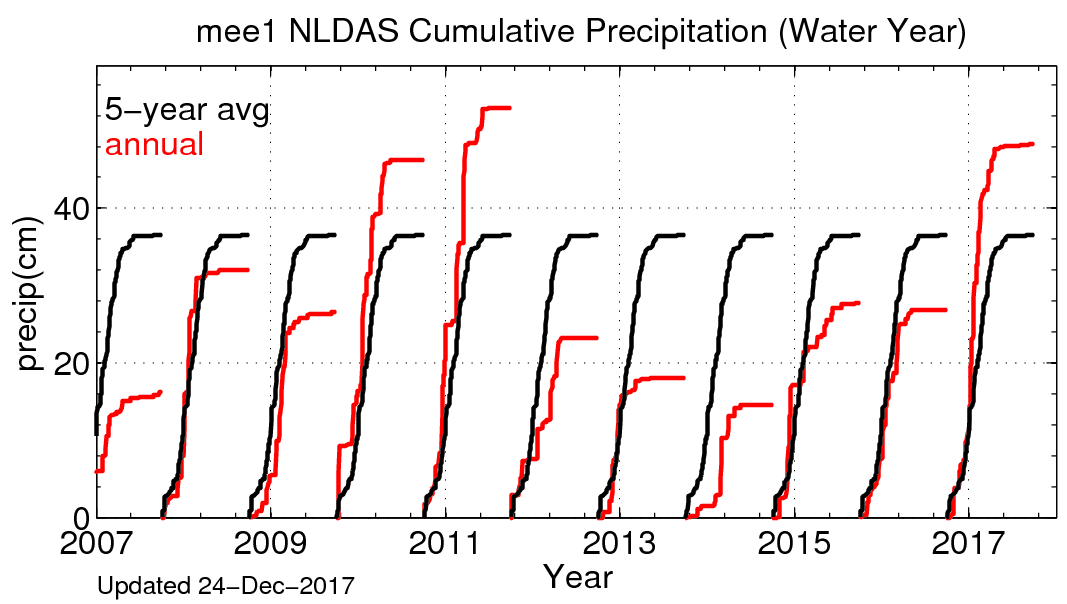 mee1 NLDAS Cumulative Precipitation (Water Year)
5−year avg
annual
precip(cm)
40
20
0
2007 2009 2011 2013 2015 2017
Year
Updated 24−Dec−2017